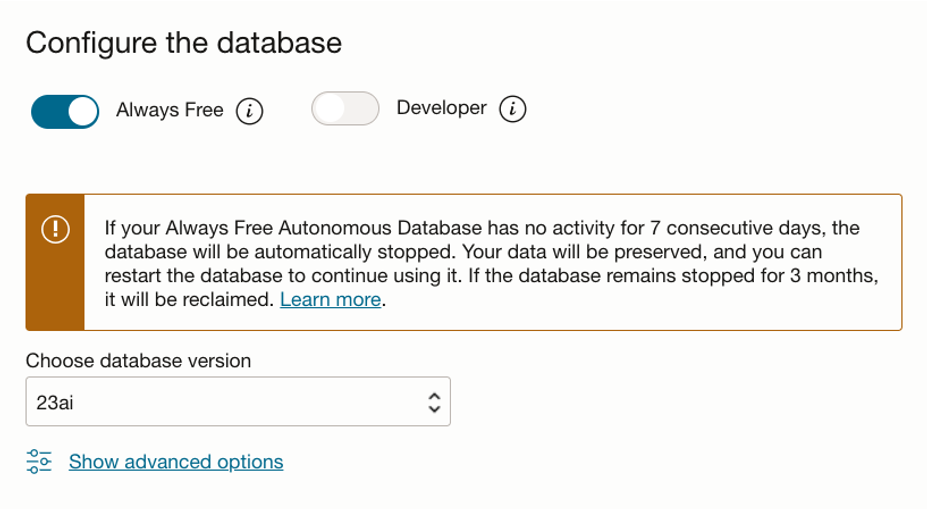 Configure the database
Always Free
Developer
If your Always Free Autonomous Database has no activity for 7 consecutive days, the
database will be automatically stopped. Your data will be preserved, and you can
restart the database to continue using it. If the database remains stopped for 3 months,
it will be reclaimed. Learn more.
Choose database version
23ai
Show advanced options